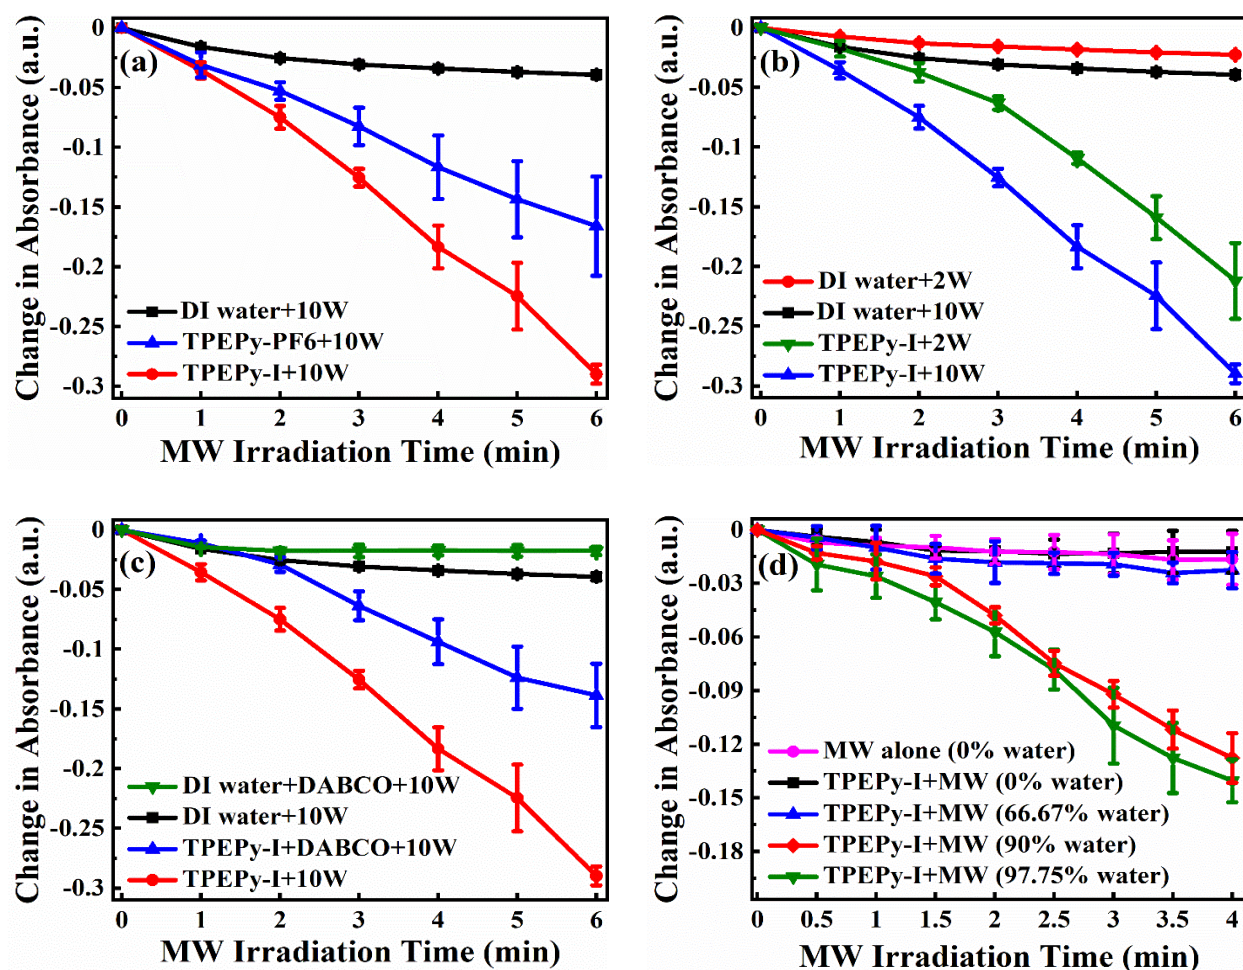 Change in Absorbance (a.u.)
0
-0.05
-0.1
-0.15
-0.2
-0.25
-0.3
(a)
DI water+10W
TPEPy-PF6+10W
TPEPy-I+10W
0 1 2 3 4 5 6
MW Irradiation Time (min)
Change in Absorbance (a.u.)
0
-0.05
-0.1
-0.15
-0.2
-0.25
-0.3
(b)
DI water+2W
DI water+10W
TPEPy-I+2W
TPEPy-I+10W
0 1 2 3 4 5 6
MW Irradiation Time (min)
Change in Absorbance (a.u.)
0
-0.05
-0.1
-0.15
-0.2
-0.25
-0.3
(c)
DI water+DABCO+10W
DI water+10W
TPEPy-I+DABCO+10W
TPEPy-I+10W
0 1 2 3 4 5 6
MW Irradiation Time (min)
Change in Absorbance (a.u.)
0
-0.03
-0.06
-0.09
-0.12
-0.15
-0.18
(d)
MW alone (0% water)
TPEPy-I+MW (0% water)
TPEPy-I+MW (66.67% water)
TPEPy-I+MW (90% water)
TPEPy-I+MW (97.75% water)
0 0.5 1 1.5 2 2.5 3 3.5 4
MW Irradiation Time (min)